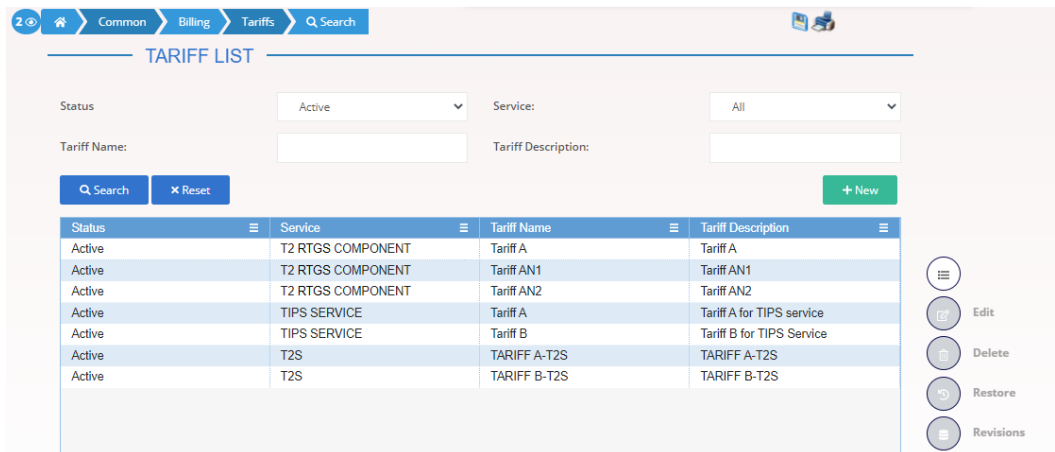 2 Common Billing Tariffs Search
TARIFF LIST
Status Active Service: All
Tariff Name: Tariff Description:
Search Reset New
Status Service Tariff Name Tariff Description
Active T2 RTGS COMPONENT Tariff A Tariff A
Active T2 RTGS COMPONENT Tariff AN1 Tariff AN1
Active T2 RTGS COMPONENT Tariff AN2 Tariff AN2
Active TIPS SERVICE Tariff A Tariff A for TIPS service
Active TIPS SERVICE Tariff B Tariff B for TIPS Service
Active T2S TARIFF A-T2S TARIFF A-T2S
Active T2S TARIFF B-T2S TARIFF B-T2S
Edit
Delete
Restore
Revisions